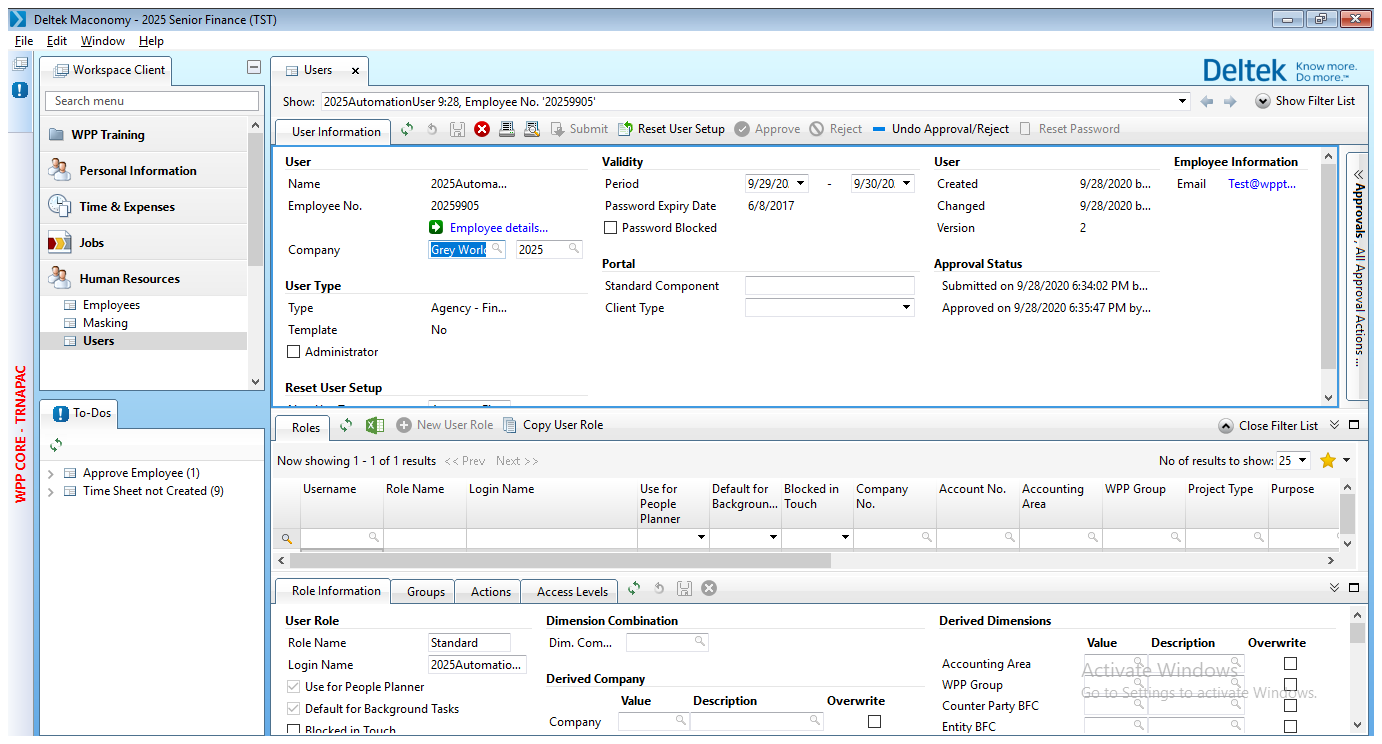 Deltek Maconomy - 2025 Senior Finance (TST)
File Edit Window Help
WPP CORE - TRNAPAC
Workspace Client
Search menu
WPP Training
Personal Information
Time & Expenses
Jobs
Human Resources
Employees
Masking
Users
To-Dos
Approve Employee (1)
Time Sheet not Created (9)
Users
Deltek Know more.
Do more.™
Show: 2025AutomationUser 9:28, Employee No. '20259905' Show Filter List
User Information Submit Reset User Setup Approve Reject Undo Approval/Reject Reset Password
User
Name 2025Automa...
Employee No. 20259905
Employee details...
Company Grey World 2025
User Type
Type Agency - Fin...
Template No
Administrator
Reset User Setup
Validity
Period 9/29/20 - 9/30/20
Password Expiry Date 6/8/2017
Password Blocked
Portal
Standard Component
Client Type
User
Created 9/28/2020 b...
Changed 9/28/2020 b...
Version 2
Approval Status
Submitted on 9/28/2020 6:34:02 PM b...
Approved on 9/28/2020 6:35:47 PM by...
Employee Information
Email Test@wppt...
Approvals, All Approval Actions ...
Roles New User Role Copy User Role Close Filter List
Now showing 1 - 1 of 1 results << Prev Next >> No of results to show: 25
Username Role Name Login Name Use for People Planner Default for Backgroun... Blocked in Touch Company No. Account No. Accounting Area WPP Group Project Type Purpose
Role Information Groups Actions Access Levels
User Role
Role Name Standard
Login Name 2025Automatio...
Use for People Planner
Default for Background Tasks
Blocked in Touch
Dimension Combination
Dim. Com...
Derived Company
Value Description Overwrite
Company
Derived Dimensions
Value Description Overwrite
Accounting Area
WPP Group
Counter Party BFC
Entity BFC
Activate Windows
Go to Settings to activate Windows.